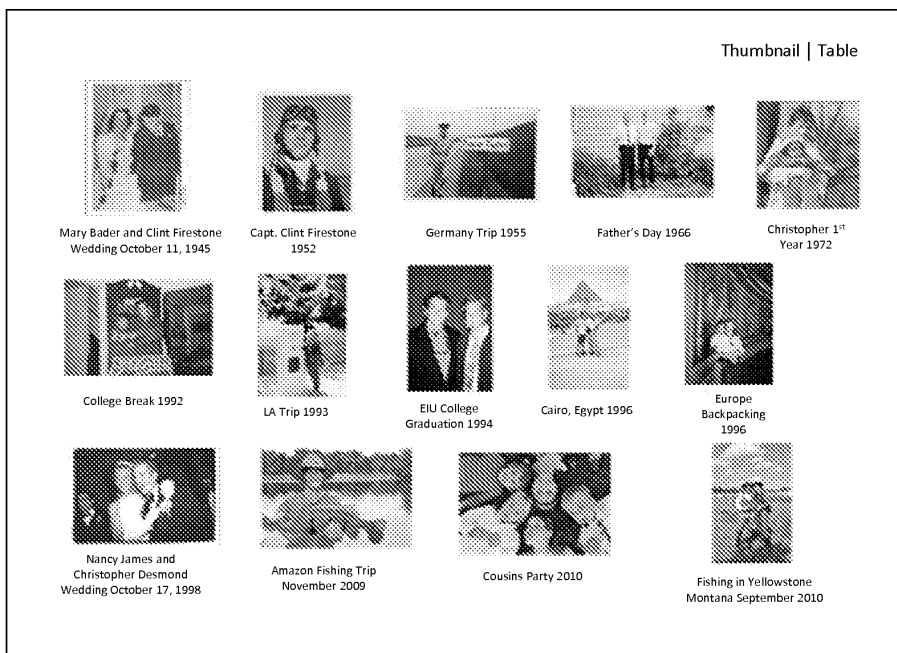 Thumbnail | Table
Mary Bader and Clint Firestone
Wedding October 11, 1945
Capt. Clint Firestone
1952
Germany Trip 1955
Father's Day 1966
Christopher 1st
Year 1972
College Break 1992
LA Trip 1993
EIU College
Graduation 1994
Cairo, Egypt 1996
Europe
Backpacking
1996
Nancy James and
Christopher Desmond
Wedding October 17, 1998
Amazon Fishing Trip
November 2009
Cousins Party 2010
Fishing in Yellowstone
Montana September 2010